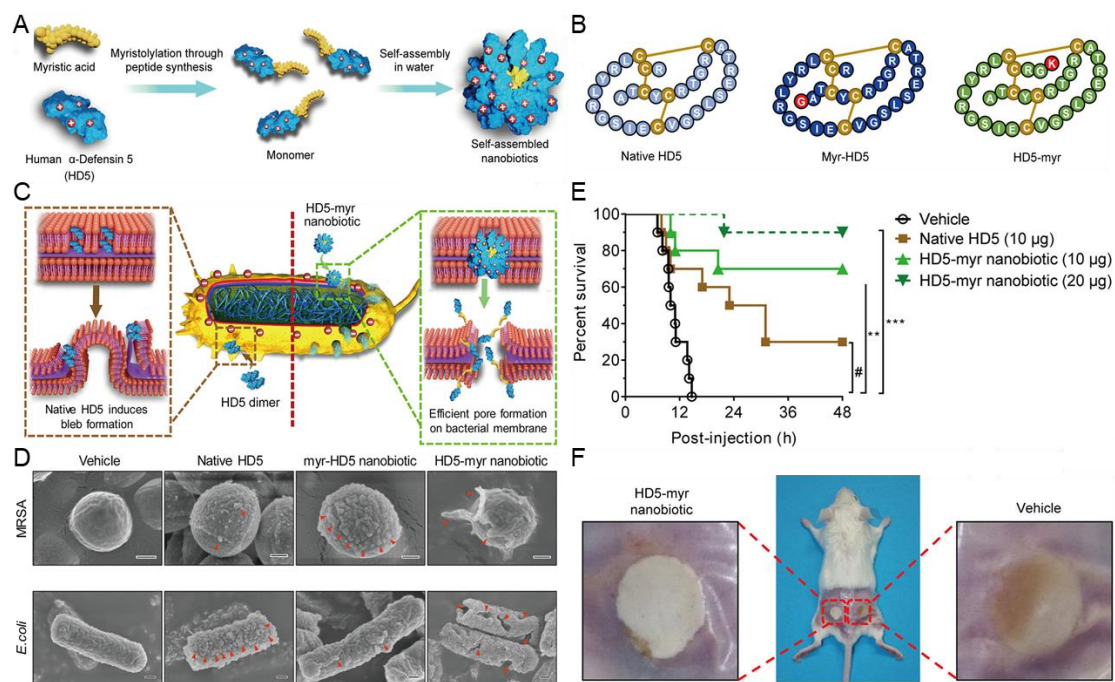 A
Myristic acid
Human α-Defensin 5
(HD5)
Myristolylation through
peptide synthesis
Monomer
Self-assembly
in water
Self-assembled
nanobiotics
B
ATCYCRTGRCATRESLSGVCEISGRLYRLCCR
Native HD5
GATCYCRTGRCATRESLSGVCEISGRLYRLCCR
Myr-HD5
ATCYCRTGRCATRESLSGVCEISGRLYRLCCRGK
HD5-myr
C
Native HD5 induces
bleb formation
HD5-myr
nanobiotic
HD5 dimer
Efficient pore formation
on bacterial membrane
D
Vehicle
Native HD5
myr-HD5 nanobiotic
HD5-myr nanobiotic
MRSA
E.coli
E
Percent survival
100
80
60
40
20
0
0 12 24 36 48
Post-injection (h)
Vehicle
Native HD5 (10 μg)
HD5-myr nanobiotic (10 μg)
HD5-myr nanobiotic (20 μg)
#
**
***
F
HD5-myr
nanobiotic
Vehicle